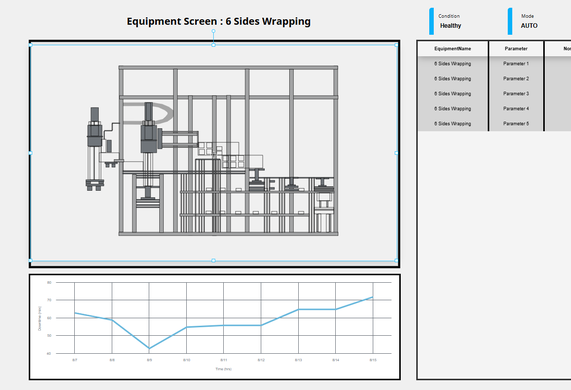 Equipment Screen : 6 Sides Wrapping
Condition
Healthy
Mode
AUTO
EquipmentName Parameter
6 Sides Wrapping Parameter 1
6 Sides Wrapping Parameter 2
6 Sides Wrapping Parameter 3
6 Sides Wrapping Parameter 4
6 Sides Wrapping Parameter 5
80
70
60
50
40
8/7 8/8 8/9 8/10 8/11 8/12 8/13 8/14 8/15